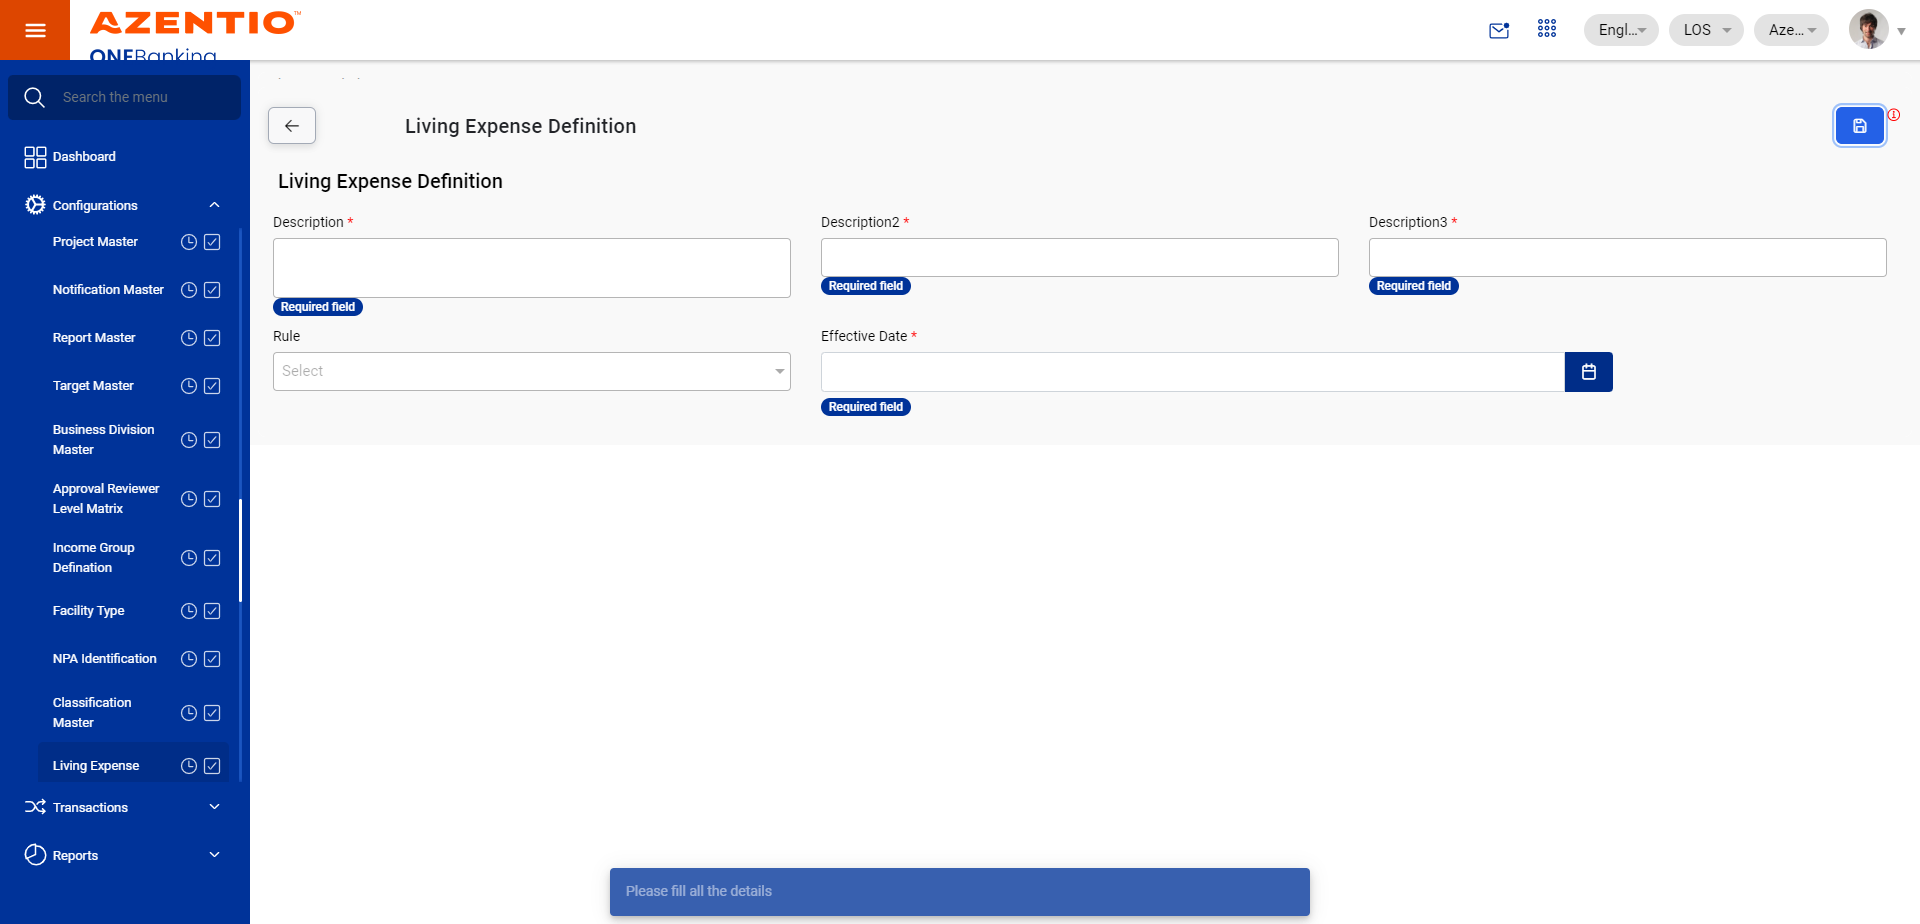 AZENTIO™
ONEBanking
Engl...
LOS
Aze...
Search the menu
Dashboard
Configurations
Project Master
Notification Master
Report Master
Target Master
Business Division
Master
Approval Reviewer
Level Matrix
Income Group
Defination
Facility Type
NPA Identification
Classification
Master
Living Expense
Transactions
Reports
Living Expense Definition
Living Expense Definition
Description *
Description2 *
Description3 *
Required field
Required field
Required field
Rule
Effective Date *
Select
Required field
Please fill all the details